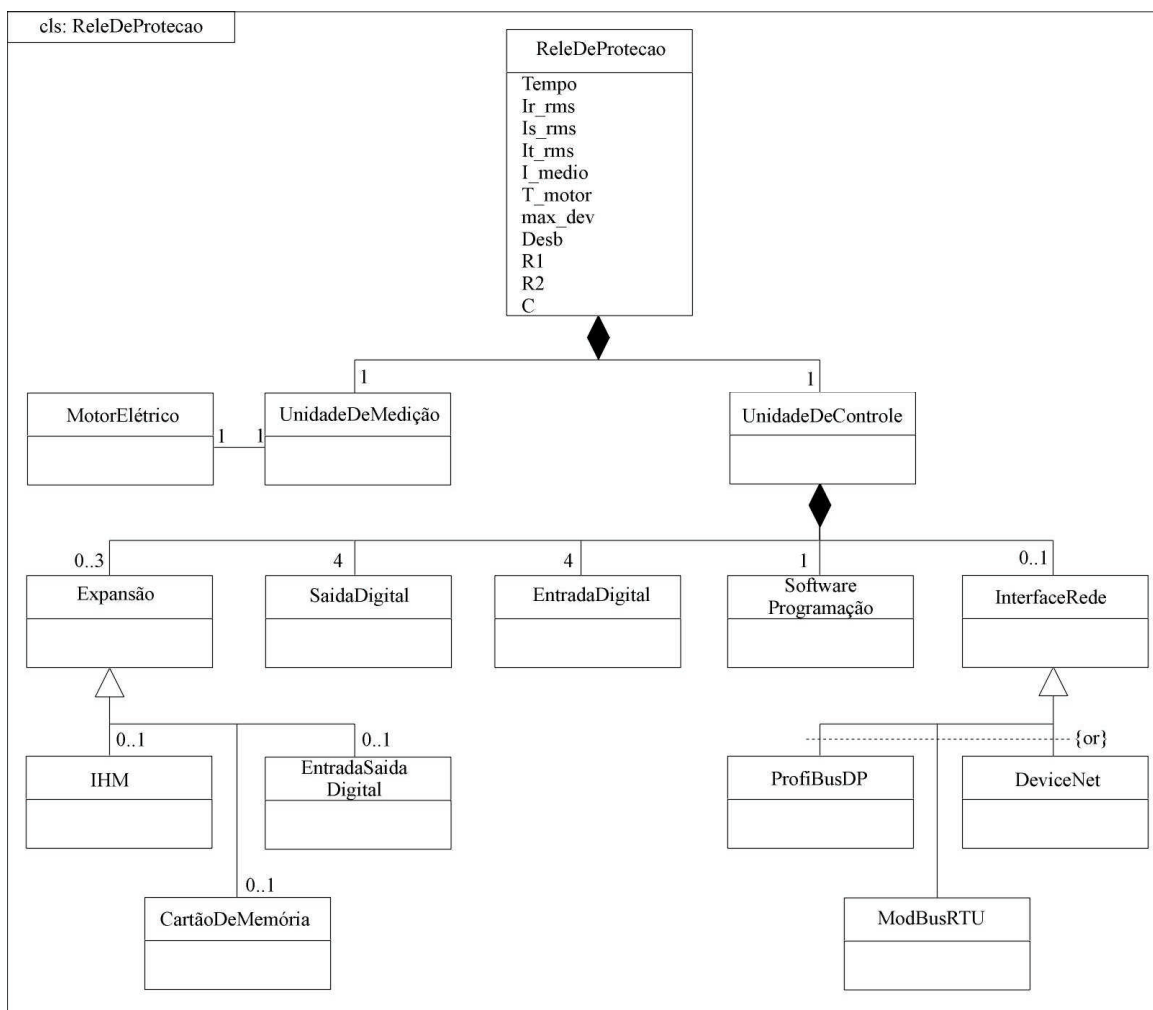 cls: ReleDeProtecao
ReleDeProtecao
Tempo
Ir_rms
Is_rms
It_rms
I_medio
T_motor
max_dev
Desb
R1
R2
C
1
1
MotorElétrico
1
1
UnidadeDeMedição
UnidadeDeControle
0..3
4
4
1
0..1
Expansão
SaidaDigital
EntradaDigital
Software
Programação
InterfaceRede
0..1
0..1
{or}
IHM
EntradaSaida
Digital
ProfiBusDP
DeviceNet
0..1
CartãoDeMemória
ModBusRTU